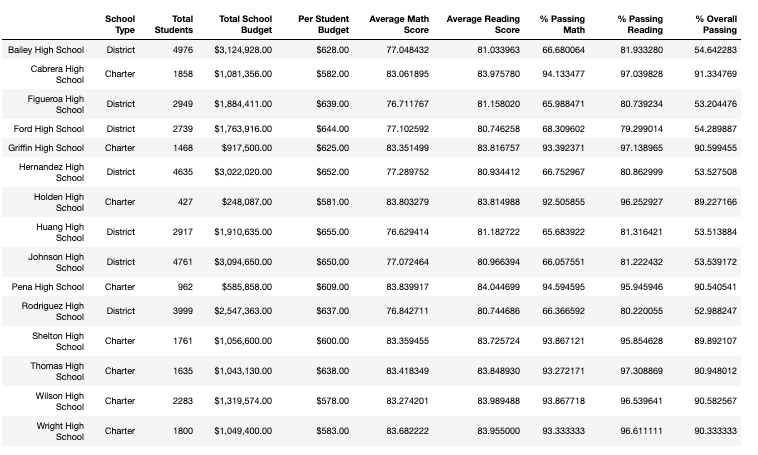 School Type Total Students Total School Budget Per Student Budget Average Math Score Average Reading Score % Passing Math % Passing Reading % Overall Passing
Bailey High School District 4976 $3,124,928.00 $628.00 77.048432 81.033963 66.680064 81.933280 54.642283
Cabrera High School Charter 1858 $1,081,356.00 $582.00 83.061895 83.975780 94.133477 97.039828 91.334769
Figueroa High School District 2949 $1,884,411.00 $639.00 76.711767 81.158020 65.988471 80.739234 53.204476
Ford High School District 2739 $1,763,916.00 $644.00 77.102592 80.746258 68.309602 79.299014 54.289887
Griffin High School Charter 1468 $917,500.00 $625.00 83.351499 83.816757 93.392371 97.138965 90.599455
Hernandez High School District 4635 $3,022,020.00 $652.00 77.289752 80.934412 66.752967 80.862999 53.527508
Holden High School Charter 427 $248,087.00 $581.00 83.803279 83.814988 92.505855 96.252927 89.227166
Huang High School District 2917 $1,910,635.00 $655.00 76.629414 81.182722 65.683922 81.316421 53.513884
Johnson High School District 4761 $3,094,650.00 $650.00 77.072464 80.966394 66.057551 81.222432 53.539172
Pena High School Charter 962 $585,858.00 $609.00 83.839917 84.044699 94.594595 95.945946 90.540541
Rodriguez High School District 3999 $2,547,363.00 $637.00 76.842711 80.744686 66.366592 80.220055 52.988247
Shelton High School Charter 1761 $1,056,600.00 $600.00 83.359455 83.725724 93.867121 95.854628 89.892107
Thomas High School Charter 1635 $1,043,130.00 $638.00 83.418349 83.848930 93.272171 97.308869 90.948012
Wilson High School Charter 2283 $1,319,574.00 $578.00 83.274201 83.989488 93.867718 96.539641 90.582567
Wright High School Charter 1800 $1,049,400.00 $583.00 83.682222 83.955000 93.333333 96.611111 90.333333